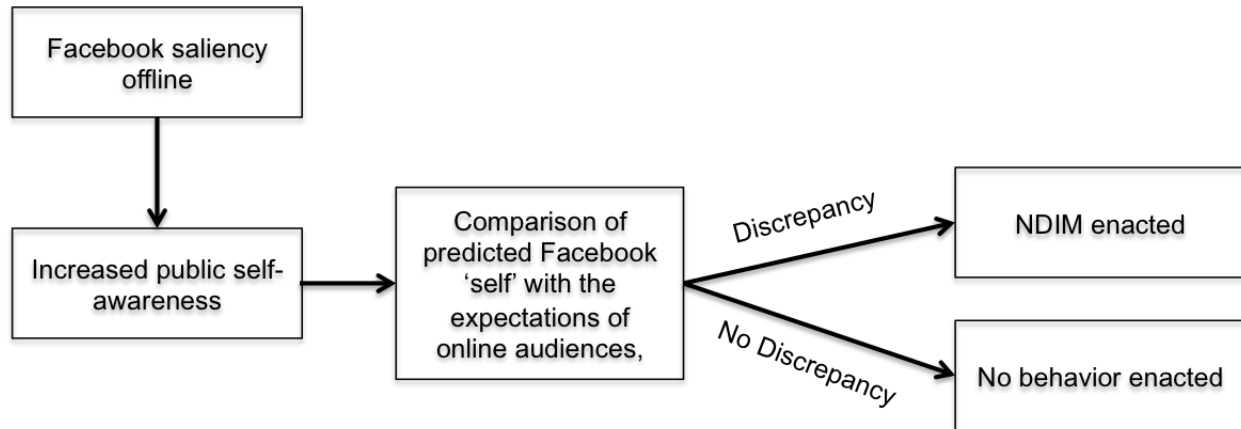 Facebook saliency
offline
Increased public self-
awareness
Comparison of
predicted Facebook
‘self’ with the
expectations of
online audiences,
Discrepancy
No Discrepancy
NDIM enacted
No behavior enacted